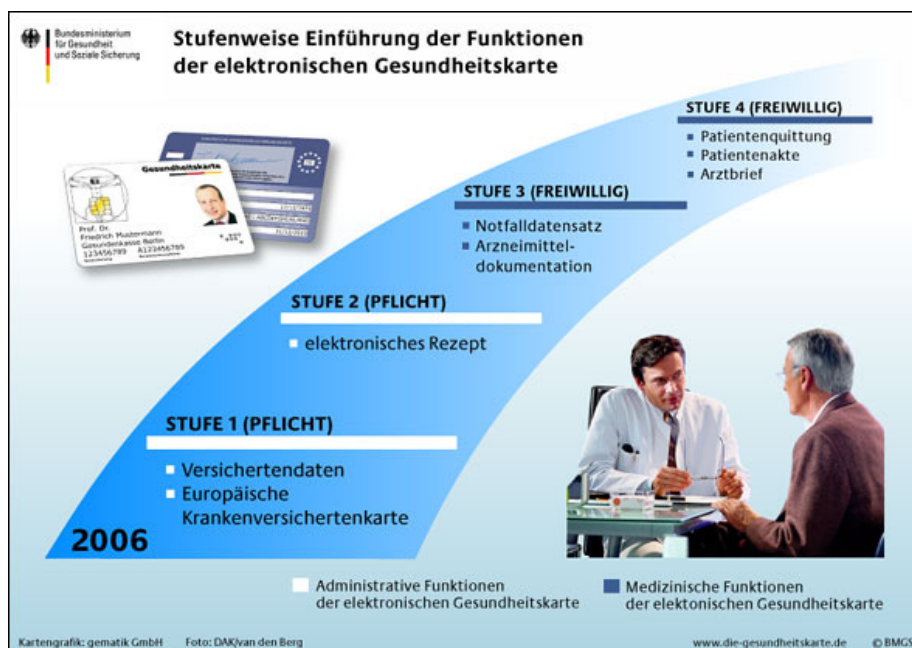 Bundesministerium
für Gesundheit
und Soziale Sicherung
Stufenweise Einführung der Funktionen
der elektronischen Gesundheitskarte
STUFE 4 (FREIWILLIG)
Patientenquittung
Patientenakte
Arztbrief
STUFE 3 (FREIWILLIG)
Notfalldatensatz
Arzneimittel-
dokumentation
Gesundheitskarte
Prof. Dr.
Friedrich Mustermann
Gesundenkasse Berlin
123456789 A123456785
STUFE 2 (PFLICHT)
elektronisches Rezept
STUFE 1 (PFLICHT)
Versichertendaten
Europäische
Krankenversichertenkarte
2006
Administrative Funktionen
der elektronischen Gesundheitskarte
Medizinische Funktionen
der elektonischen Gesundheitskarte
Kartengrafik: gematik GmbH Foto: DAK/van den Berg
www.die-gesundheitskarte.de © BMGS